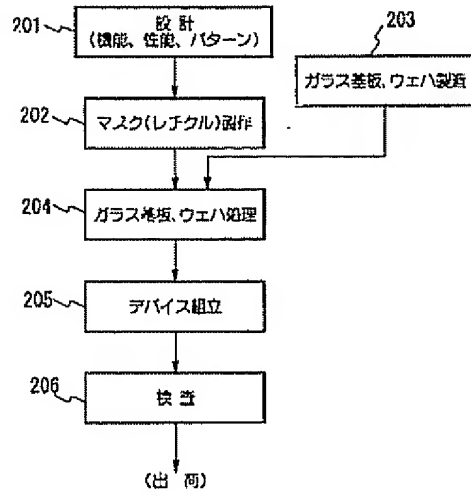 201
設計
(機能、性能、パターン)
203
ガラス基板、ウェハ製造
202
マスク(レチクル)製作
204
ガラス基板、ウェハ処理
205
デバイス組立
206
検査
(出荷)